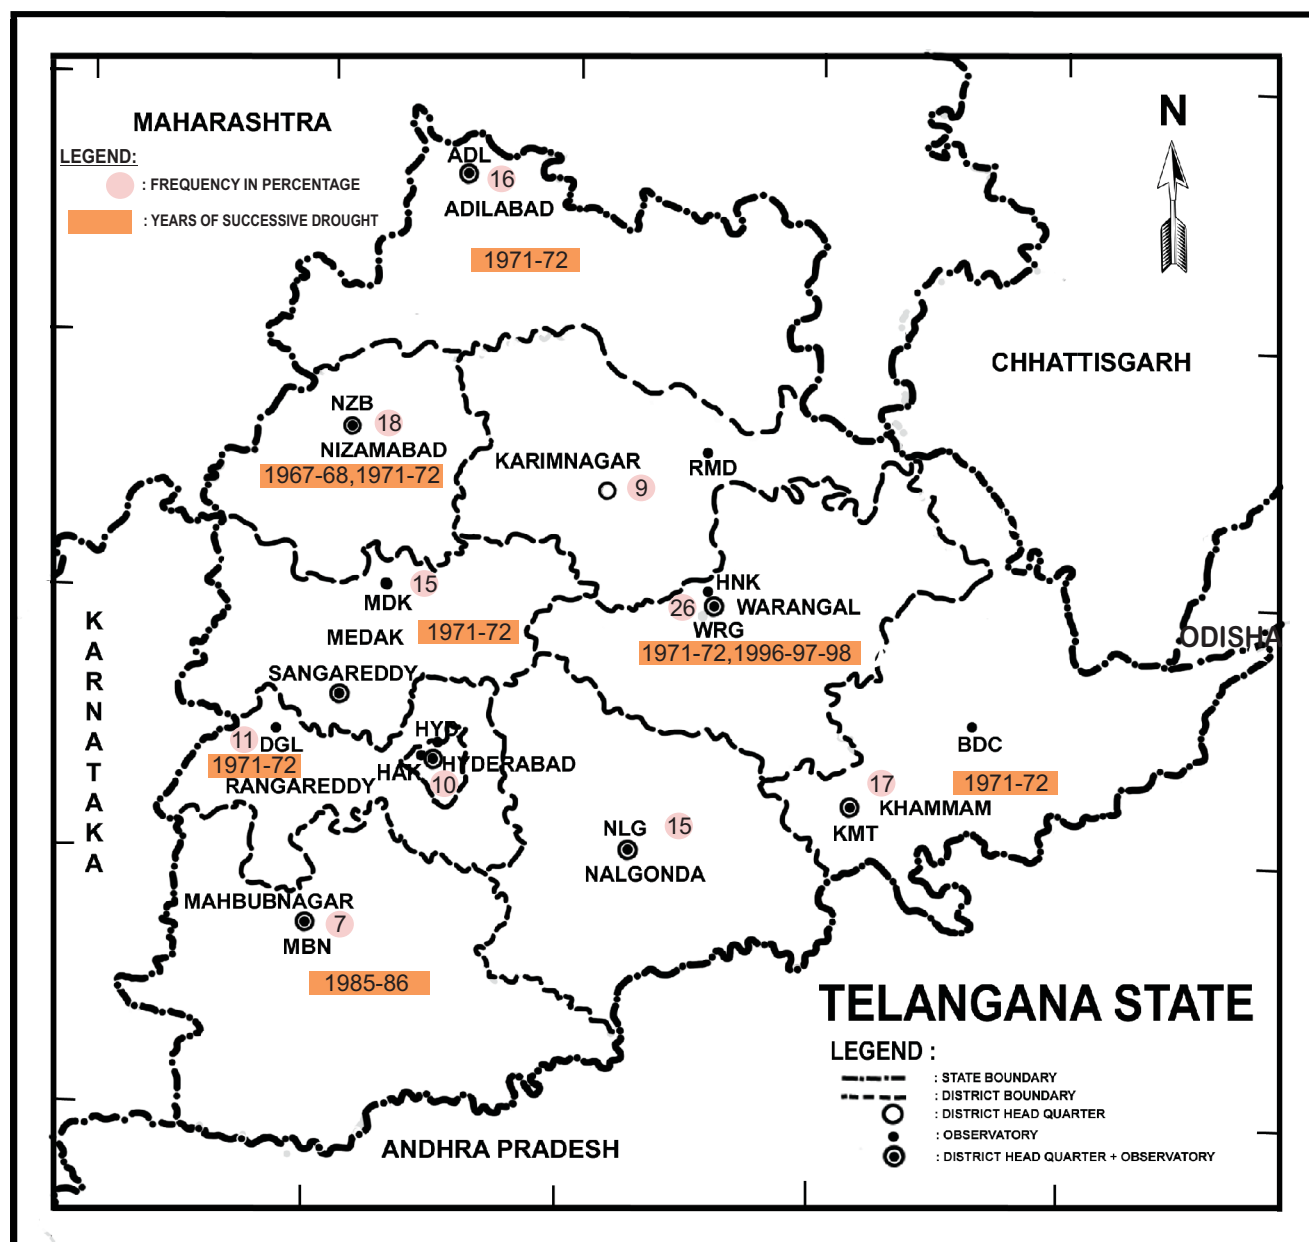 MAHARASHTRA
LEGEND:
: FREQUENCY IN PERCENTAGE
: YEARS OF SUCCESSIVE DROUGHT
N
ADL
16
ADILABAD
1971-72
CHHATTISGARH
NZB
18
NIZAMABAD
1967-68,1971-72
KARIMNAGAR
9
RMD
MDK
15
MEDAK
1971-72
SANGAREDDY
HNK
26
WARANGAL
WRG
1971-72,1996-97-98
ODISHA
KARNATAKA
11
DGL
1971-72
RANGAREDDY
HYD
HAK
HYDERABAD
10
BDC
1971-72
17
KHAMMAM
KMT
NLG
15
NALGONDA
MAHBUBNAGAR
7
MBN
1985-86
TELANGANA STATE
LEGEND :
: STATE BOUNDARY
: DISTRICT BOUNDARY
: DISTRICT HEAD QUARTER
: OBSERVATORY
: DISTRICT HEAD QUARTER + OBSERVATORY
ANDHRA PRADESH